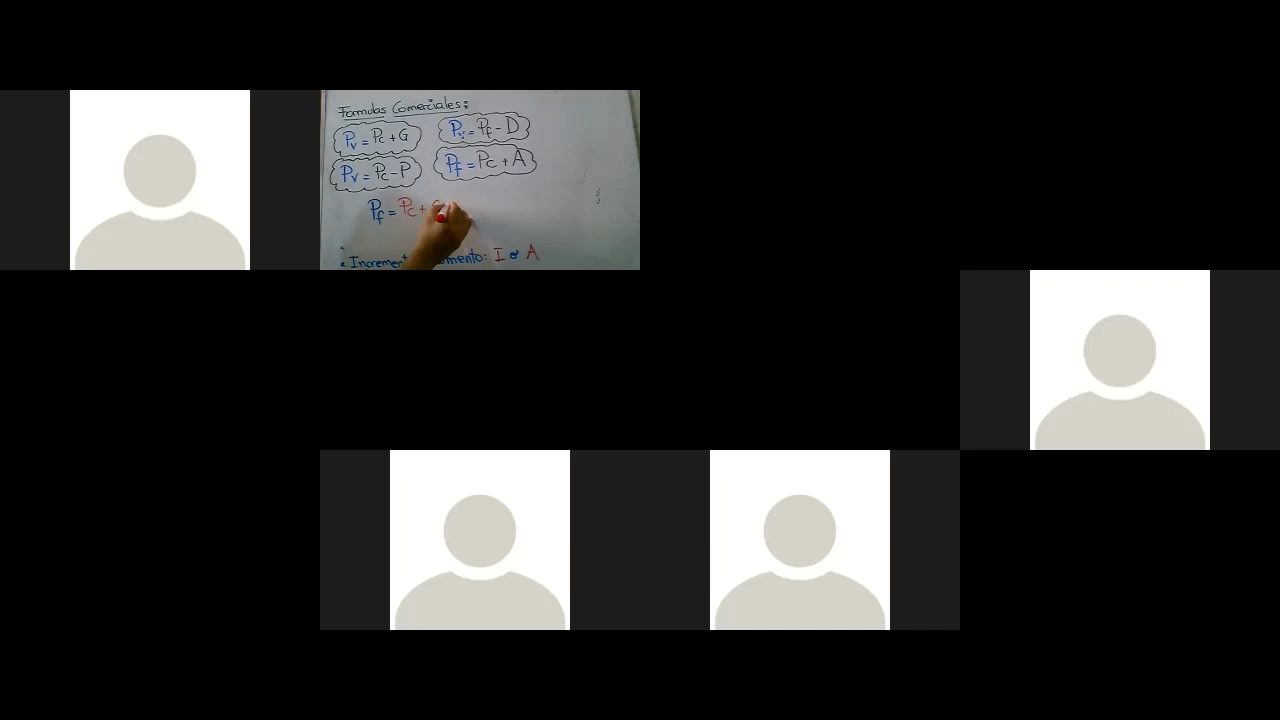 Formulas Comerciales:
Pv = Pc + G
Pv = Pf - D
Pv = Pc - P
Pf = Pc + A
Pf = Pc +
I o A